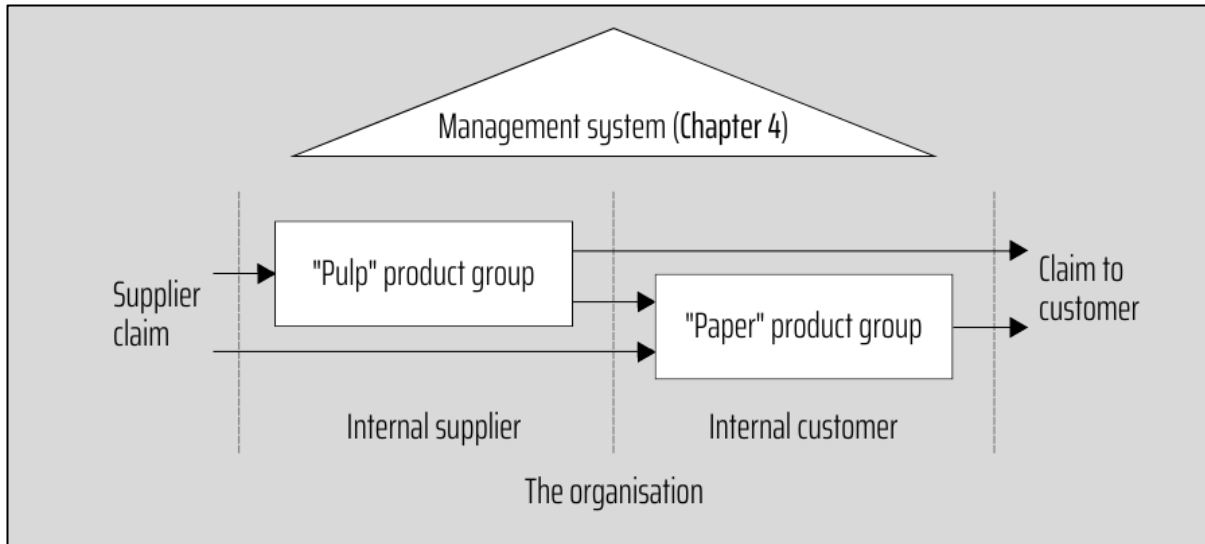 Management system (Chapter 4)
"Pulp" product group
Supplier
claim
"Paper" product group
Claim to
customer
Internal supplier
Internal customer
The organisation